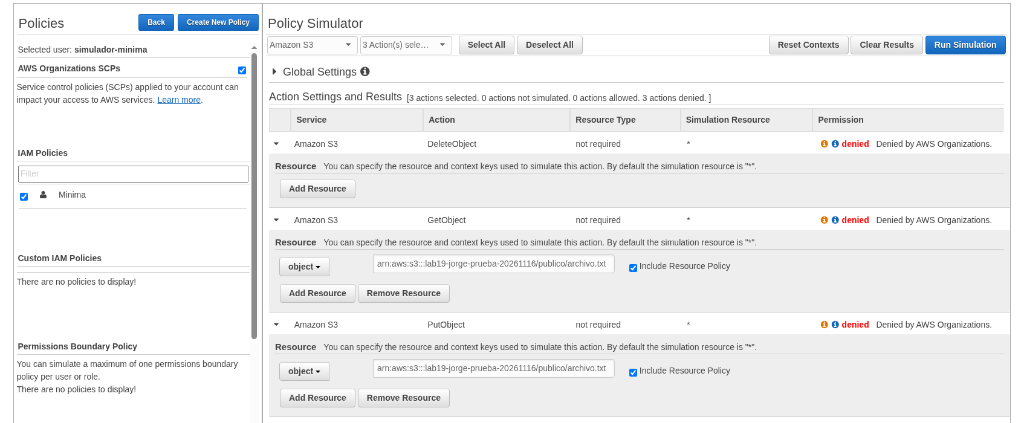 Policies
Back
Create New Policy
Selected user: simulador-minima
AWS Organizations SCPs
Service control policies (SCPs) applied to your account can
impact your access to AWS services. Learn more.
IAM Policies
Filter
Minima
Custom IAM Policies
There are no policies to display!
Permissions Boundary Policy
You can simulate a maximum of one permissions boundary
policy per user or role.
There are no policies to display!
Policy Simulator
Amazon S3
3 Action(s) sele...
Select All
Deselect All
Reset Contexts
Clear Results
Run Simulation
Global Settings
Action Settings and Results [3 actions selected. 0 actions not simulated. 0 actions allowed. 3 actions denied. ]
Service Action Resource Type Simulation Resource Permission
Amazon S3 DeleteObject not required * denied Denied by AWS Organizations.
Resource You can specify the resource and context keys used to simulate this action. By default the simulation resource is "*".
Add Resource
Amazon S3 GetObject not required * denied Denied by AWS Organizations.
Resource You can specify the resource and context keys used to simulate this action. By default the simulation resource is "*".
object arn:aws:s3:::lab19-jorge-prueba-20261116/publico/archivo.txt Include Resource Policy
Add Resource Remove Resource
Amazon S3 PutObject not required * denied Denied by AWS Organizations.
Resource You can specify the resource and context keys used to simulate this action. By default the simulation resource is "*".
object arn:aws:s3:::lab19-jorge-prueba-20261116/publico/archivo.txt Include Resource Policy
Add Resource Remove Resource